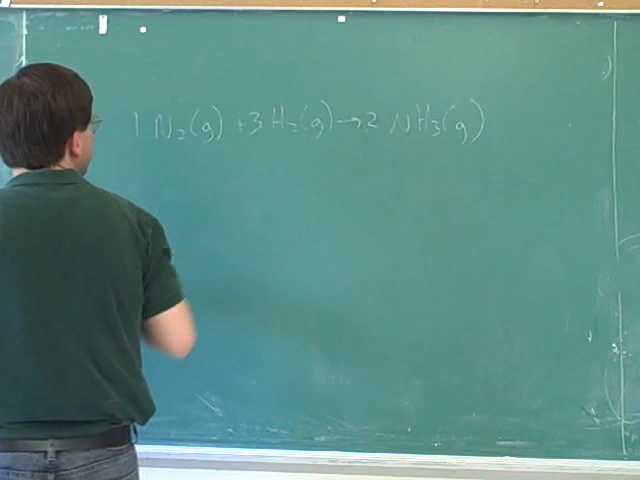 1 N₂(g) + 3 H₂(g) → 2 NH₃(g)